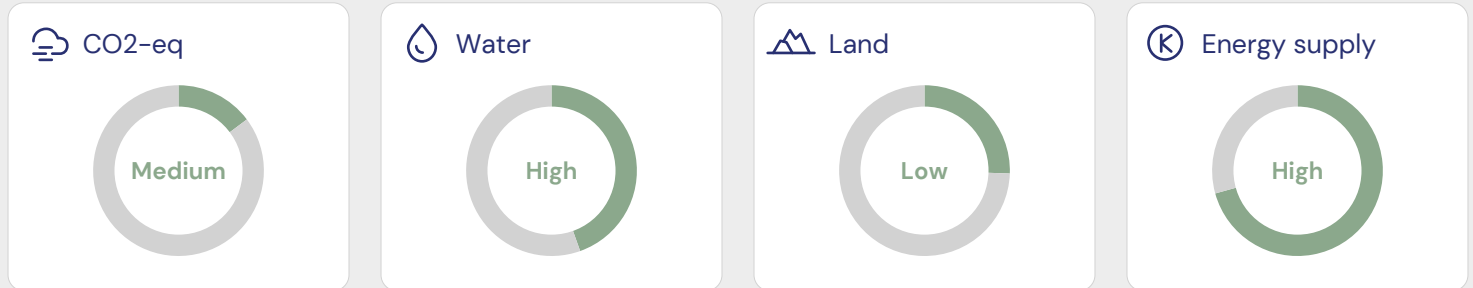 CO2-eq
Medium
Water
High
Land
Low
Energy supply
High